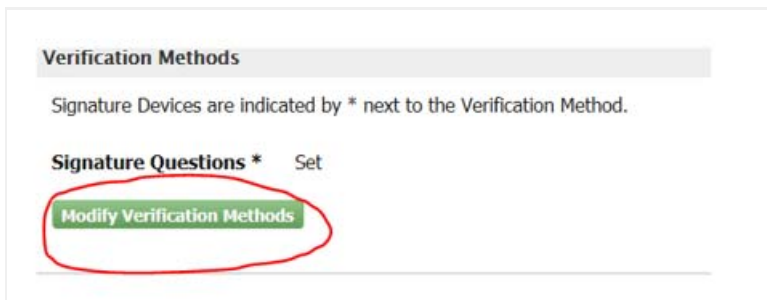 Verification Methods
Signature Devices are indicated by * next to the Verification Method.
Signature Questions * Set
Modify Verification Methods